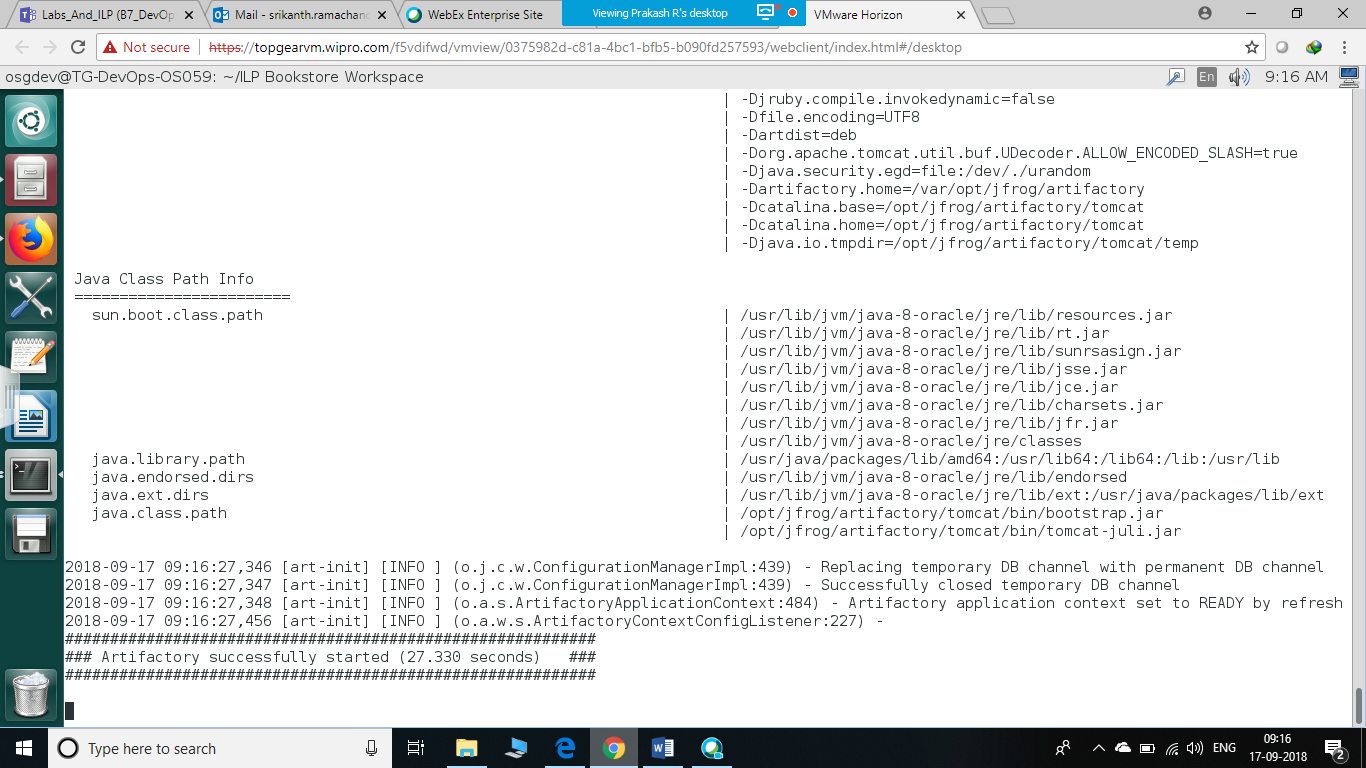 Labs_And_ILP (B7_DevOp
Mail - srikanth.ramachand
WebEx Enterprise Site
Viewing Prakash R's desktop
VMware Horizon
Not secure
https://topgearvm.wipro.com/f5vdifwd/vmview/0375982d-c81a-4bc1-bfb5-b090fd257593/webclient/index.html#/desktop
osgdev@TG-DevOps-OS059: ~/ILP Bookstore Workspace
En
9:16 AM
| -Djruby.compile.invokedynamic=false
| -Dfile.encoding=UTF8
| -Dartdist=deb
| -Dorg.apache.tomcat.util.buf.UDecoder.ALLOW_ENCODED_SLASH=true
| -Djava.security.egd=file:/dev/./urandom
| -Dartifactory.home=/var/opt/jfrog/artifactory
| -Dcatalina.base=/opt/jfrog/artifactory/tomcat
| -Dcatalina.home=/opt/jfrog/artifactory/tomcat
| -Djava.io.tmpdir=/opt/jfrog/artifactory/tomcat/temp
Java Class Path Info
========================
sun.boot.class.path | /usr/lib/jvm/java-8-oracle/jre/lib/resources.jar
| /usr/lib/jvm/java-8-oracle/jre/lib/rt.jar
| /usr/lib/jvm/java-8-oracle/jre/lib/sunrsasign.jar
| /usr/lib/jvm/java-8-oracle/jre/lib/jsse.jar
| /usr/lib/jvm/java-8-oracle/jre/lib/jce.jar
| /usr/lib/jvm/java-8-oracle/jre/lib/charsets.jar
| /usr/lib/jvm/java-8-oracle/jre/lib/jfr.jar
| /usr/lib/jvm/java-8-oracle/jre/classes
java.library.path | /usr/java/packages/lib/amd64:/usr/lib64:/lib64:/lib:/usr/lib
java.endorsed.dirs | /usr/lib/jvm/java-8-oracle/jre/lib/endorsed
java.ext.dirs | /usr/lib/jvm/java-8-oracle/jre/lib/ext:/usr/java/packages/lib/ext
java.class.path | /opt/jfrog/artifactory/tomcat/bin/bootstrap.jar
| /opt/jfrog/artifactory/tomcat/bin/tomcat-juli.jar
2018-09-17 09:16:27,346 [art-init] [INFO ] (o.j.c.w.ConfigurationManagerImpl:439) - Replacing temporary DB channel with permanent DB channel
2018-09-17 09:16:27,347 [art-init] [INFO ] (o.j.c.w.ConfigurationManagerImpl:439) - Successfully closed temporary DB channel
2018-09-17 09:16:27,348 [art-init] [INFO ] (o.a.s.ArtifactoryApplicationContext:484) - Artifactory application context set to READY by refresh
2018-09-17 09:16:27,456 [art-init] [INFO ] (o.a.w.s.ArtifactoryContextConfigListener:227) -
###########################################################
### Artifactory successfully started (27.330 seconds)   ###
###########################################################
Type here to search
ENG
09:16
17-09-2018
2